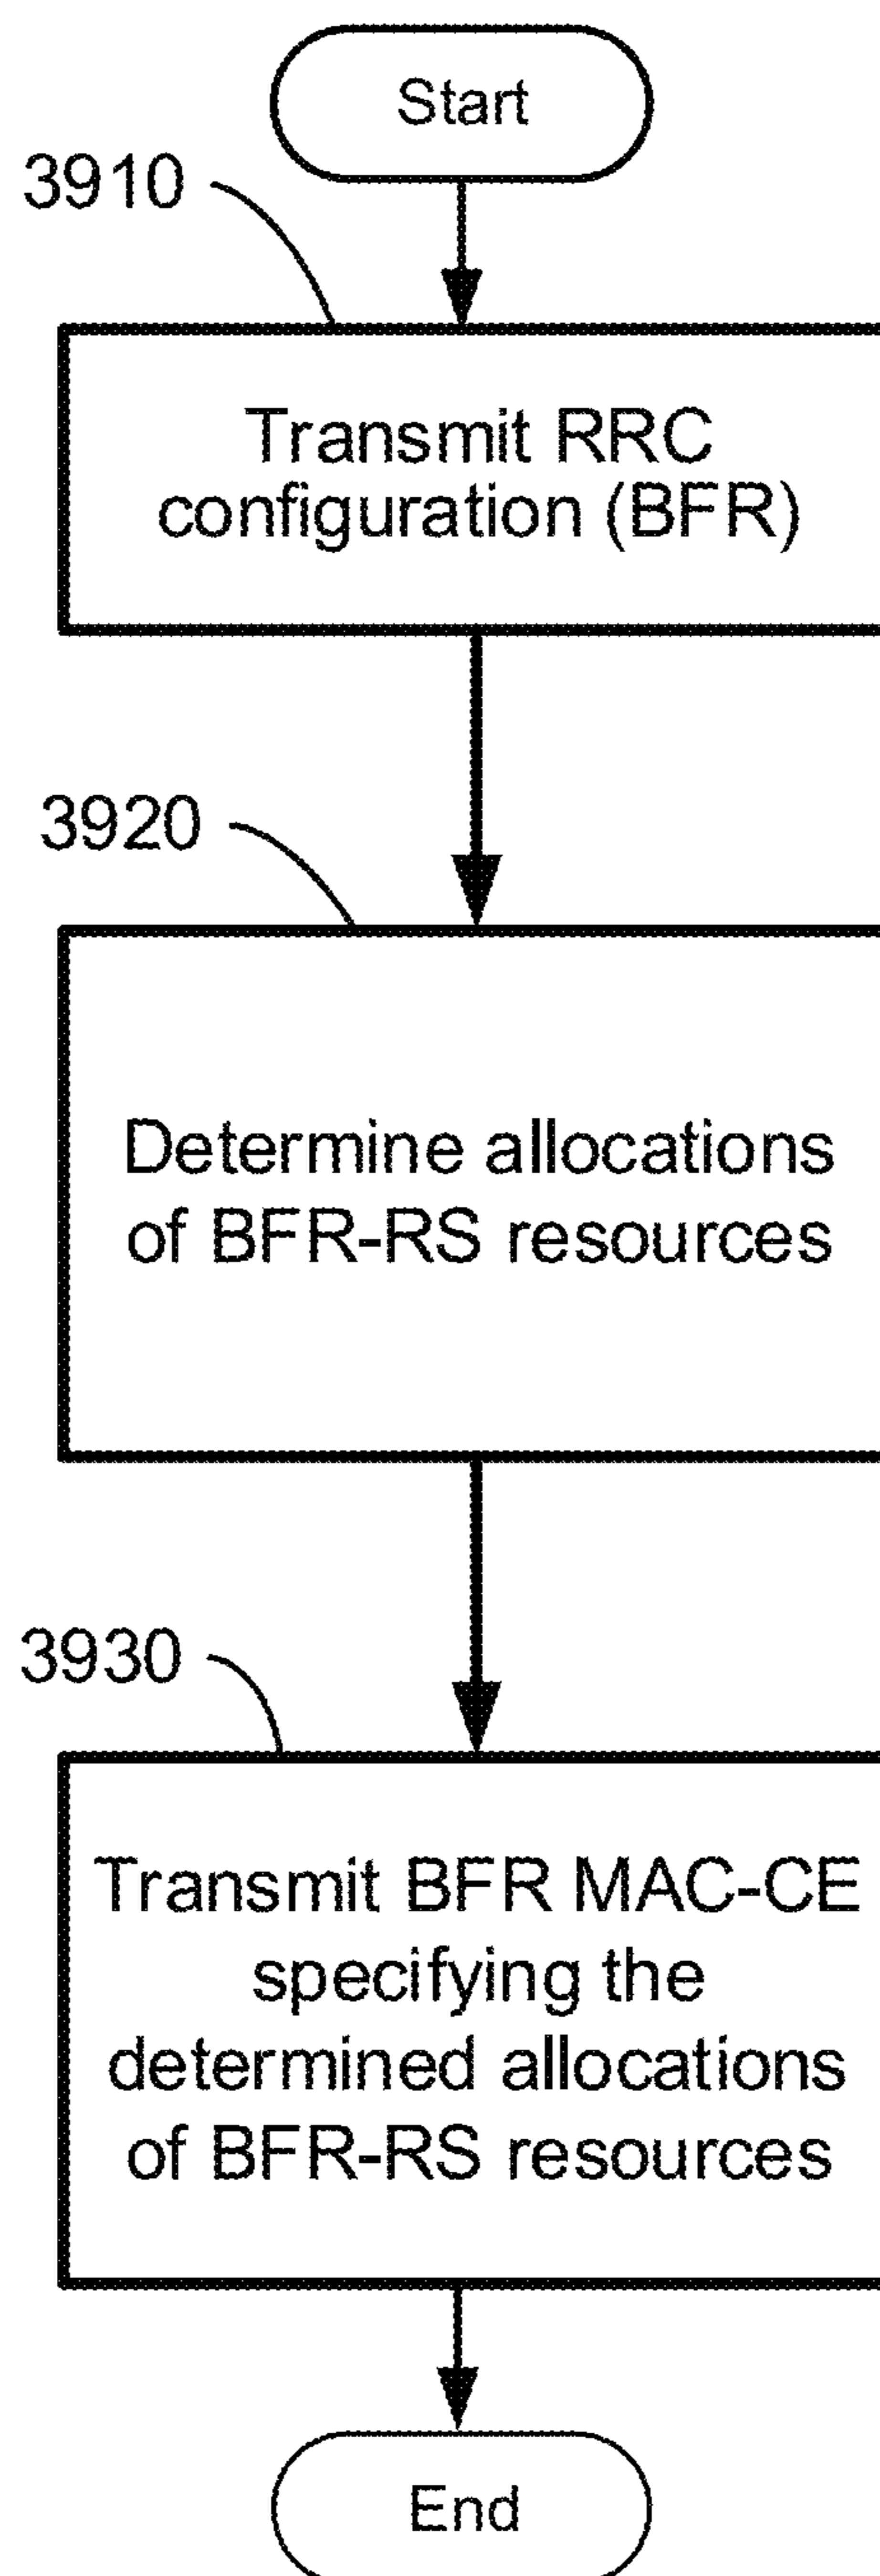 Start
3910
Transmit RRC
configuration (BFR)
3920
Determine allocations
of BFR-RS resources
3930
Transmit BFR MAC-CE
specifying the
determined allocations
of BFR-RS resources
End